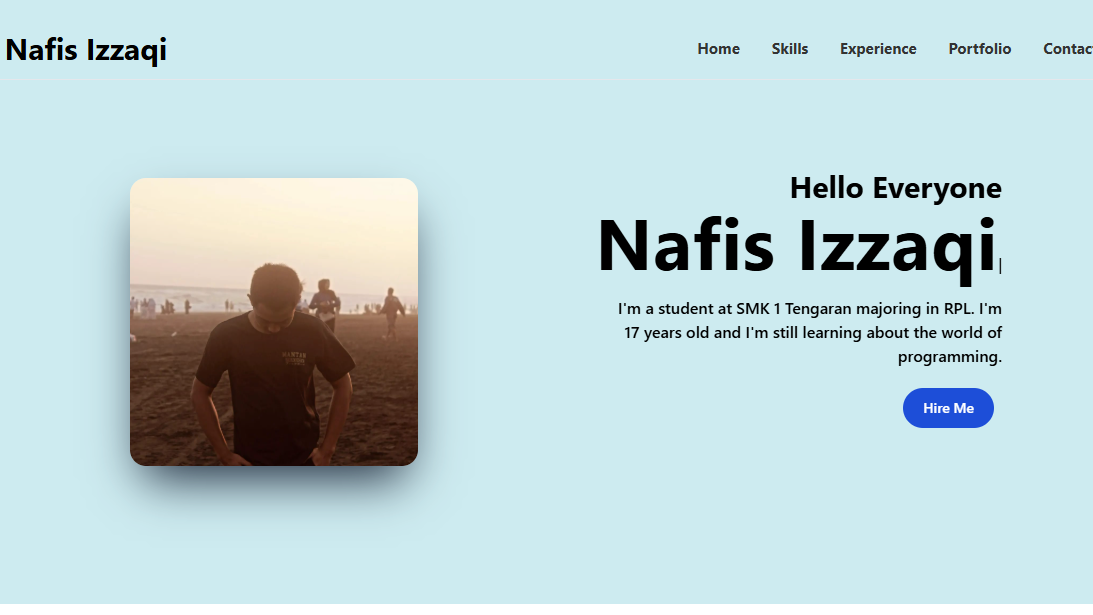 Nafis Izzaqi
Home Skills Experience Portfolio Contac
Hello Everyone
Nafis Izzaqi|
I'm a student at SMK 1 Tengaran majoring in RPL. I'm
17 years old and I'm still learning about the world of
programming.
Hire Me